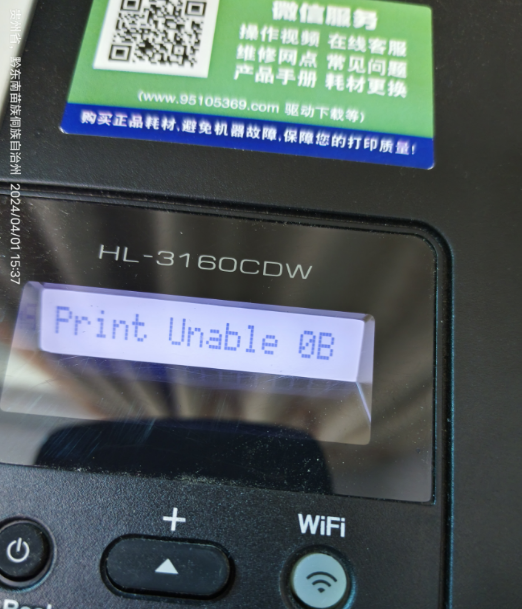 微信服务
操作视频 在线客服
维修网点 常见问题
产品手册 耗材更换
(www.95105369.com 驱动下载等)
购买正品耗材,避免机器故障,保障您的打印质量!
贵州省, 黔东南苗族侗族自治州 2024/04/01 15:37
HL-3160CDW
Print Unable 0B
+
WiFi